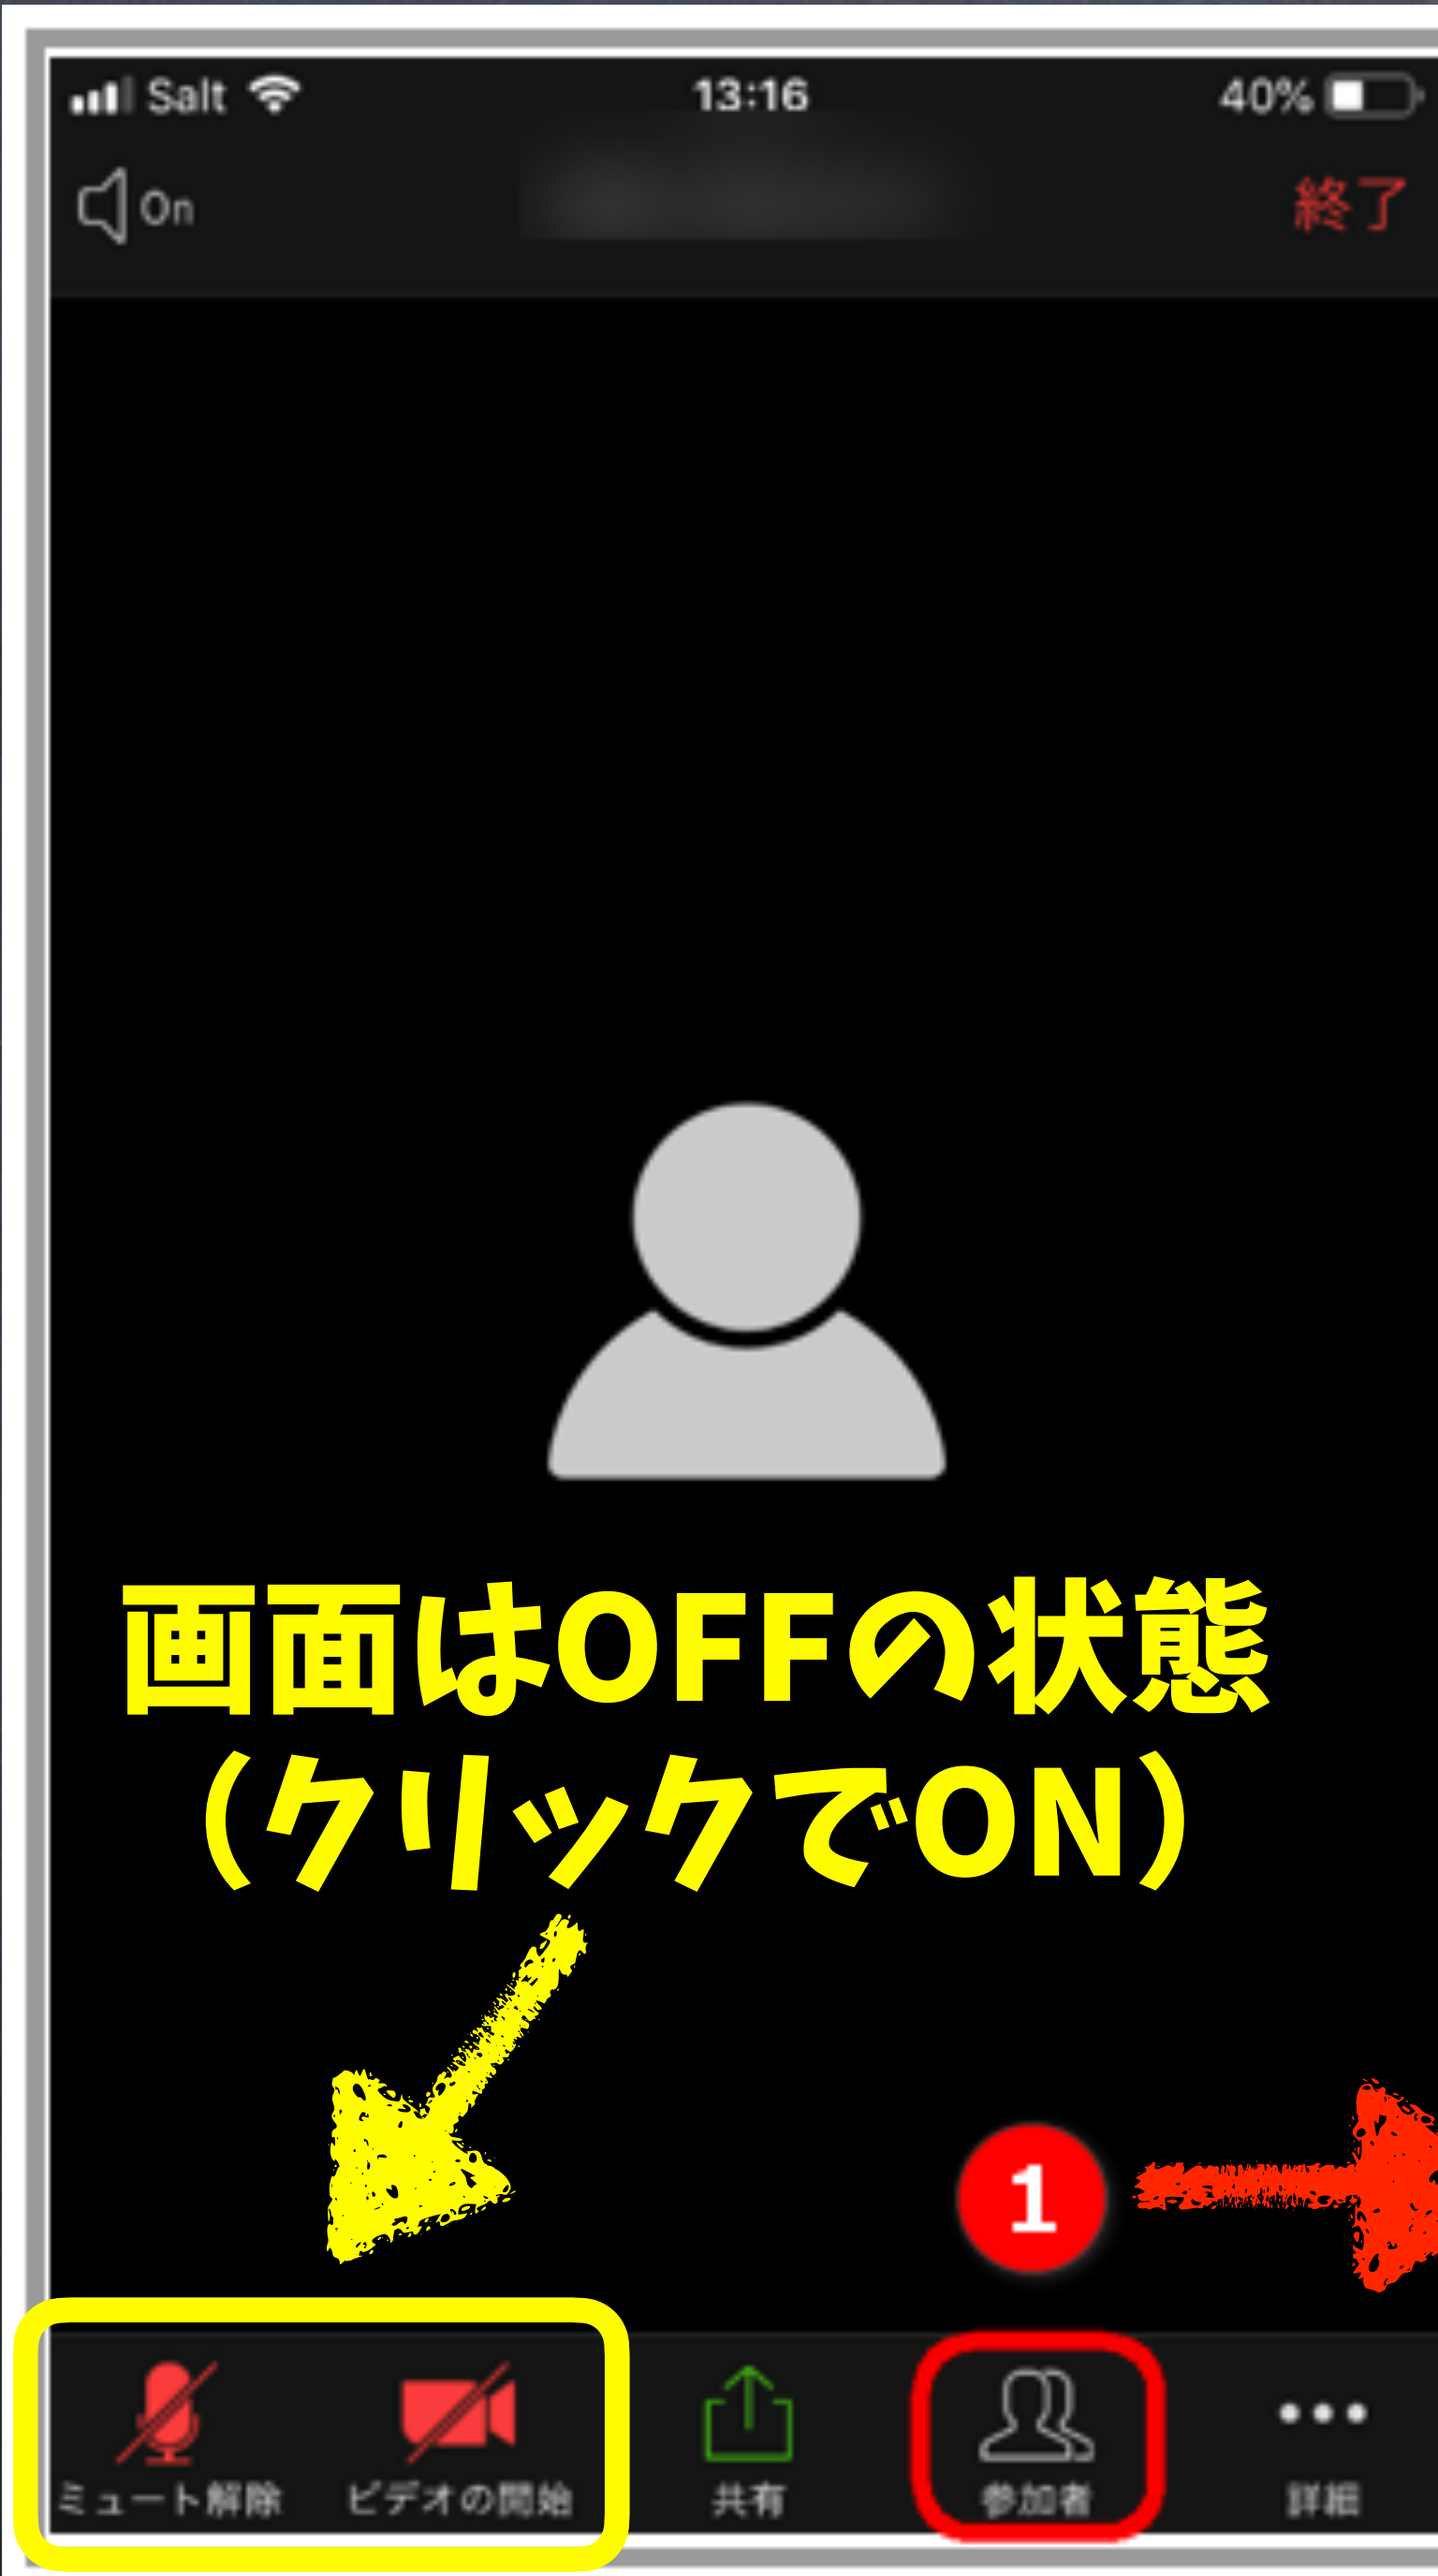 Salt 13:16 40%
On 終了
画面はOFFの状態
（クリックでON）
1
ミュート解除 ビデオの開始 共有 参加者 詳細